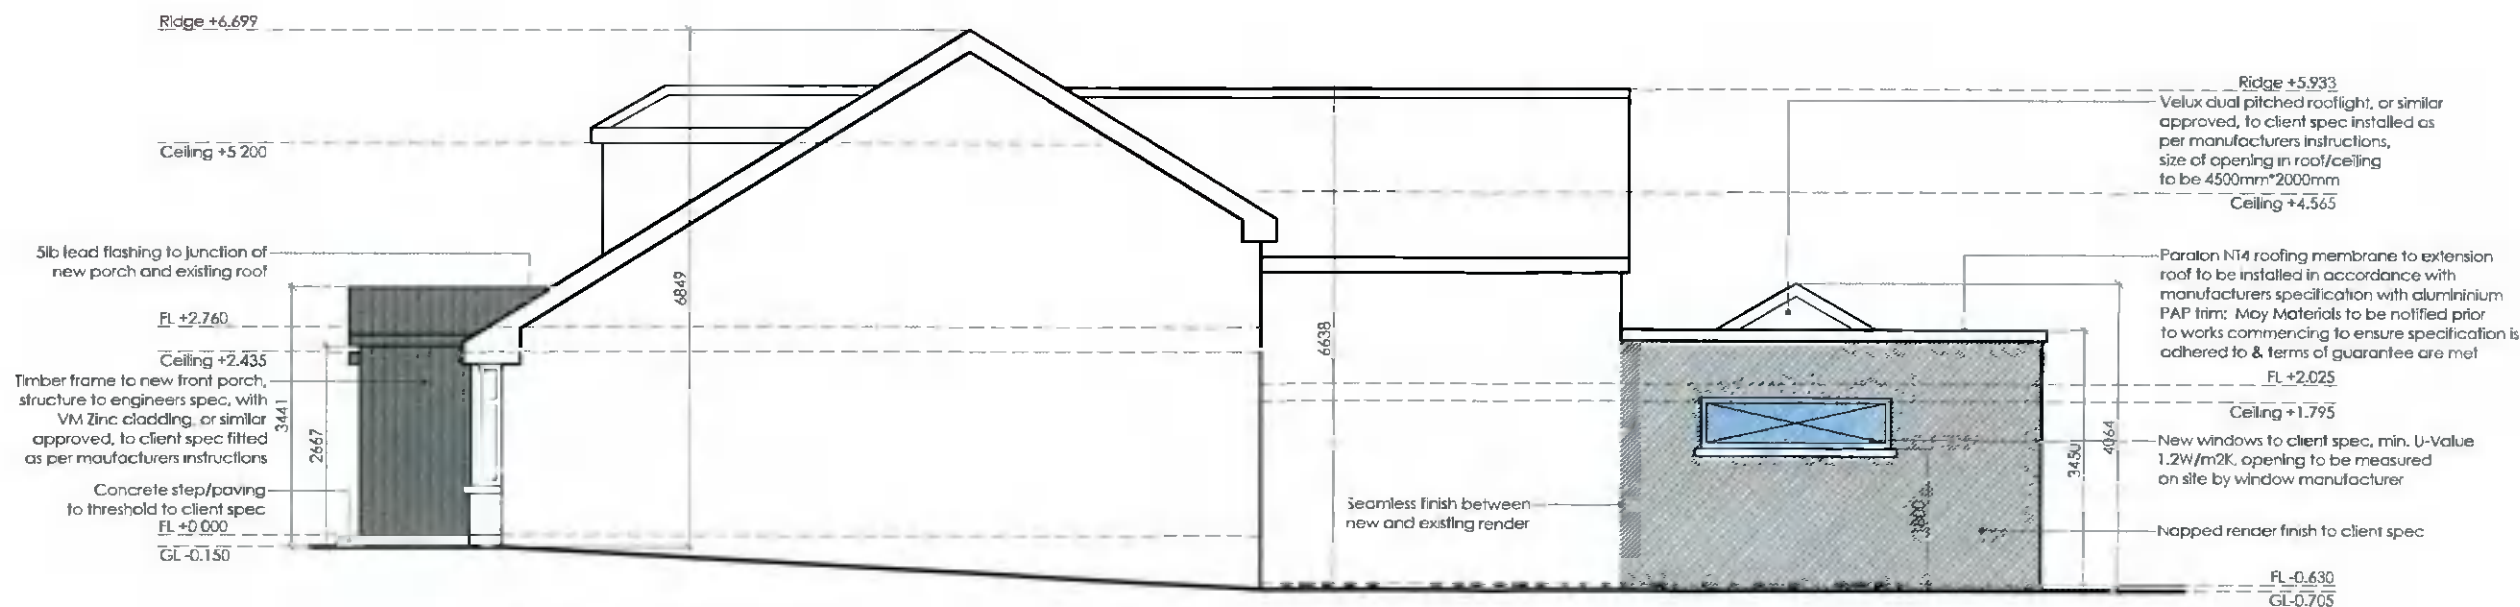 Ridge +6.699
Ceiling +5 200
5lb lead flashing to junction of
new porch and existing roof
FL +2.760
Ceiling +2.435
Timber frame to new front porch,
structure to engineers spec, with
VM Zinc cladding, or similar
approved, to client spec fitted
as per maufacturers instructions
Concrete step/paving
to threshold to client spec
FL +0 000
GL -0.150
3441
2667
6849
6638
Seamless finish between
new and existing render
1800
3450
4064
Ridge +5.933
Velux dual pitched rooflight, or similar
approved, to client spec installed as
per manufacturers instructions,
size of opening in roof/ceiling
to be 4500mm*2000mm
Ceiling +4.565
Paralon NT4 roofing membrane to extension
roof to be installed in accordance with
manufacturers specification with alumininium
PAP trim; Moy Materials to be notified prior
to works commencing to ensure specification is
adhered to & terms of guarantee are met
FL +2.025
Ceiling +1.795
New windows to client spec, min. U-Value
1.2W/m2K, opening to be measured
on site by window manufacturer
Napped render finish to client spec
FL -0.630
GL-0.705